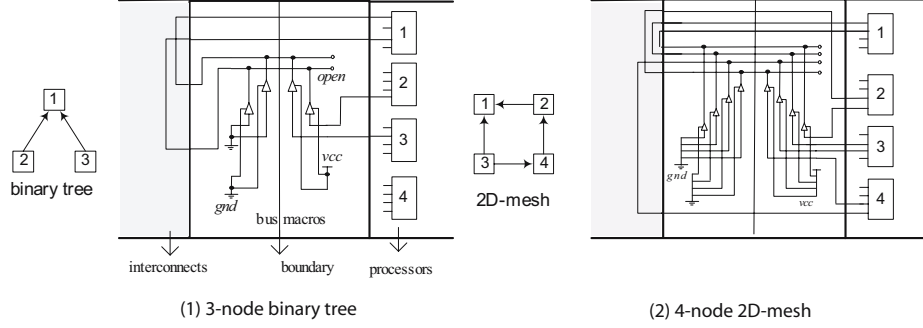 1
2 3
binary tree
1
2
3
4
open
vcc
gnd
bus macros
interconnects boundary processors
(1) 3-node binary tree
1 2
3 4
2D-mesh
1
2
3
4
gnd
vcc
(2) 4-node 2D-mesh